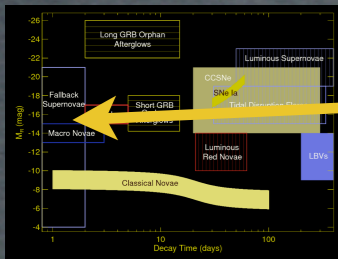 -26
-24
-22
-20
-18
-16
-14
-12
-10
-8
-6
-4
M
(mag)
Long GRB Orphan
Afterglows
Luminous Supernovae
CCSNe
SNe Ia
Fallback
Supernovae
Short GRB
Afterglows
Tidal Disruption
Macro Novae
Luminous
Red Novae
LBVs
Classical Novae
1
10
100
Decay Time (days)